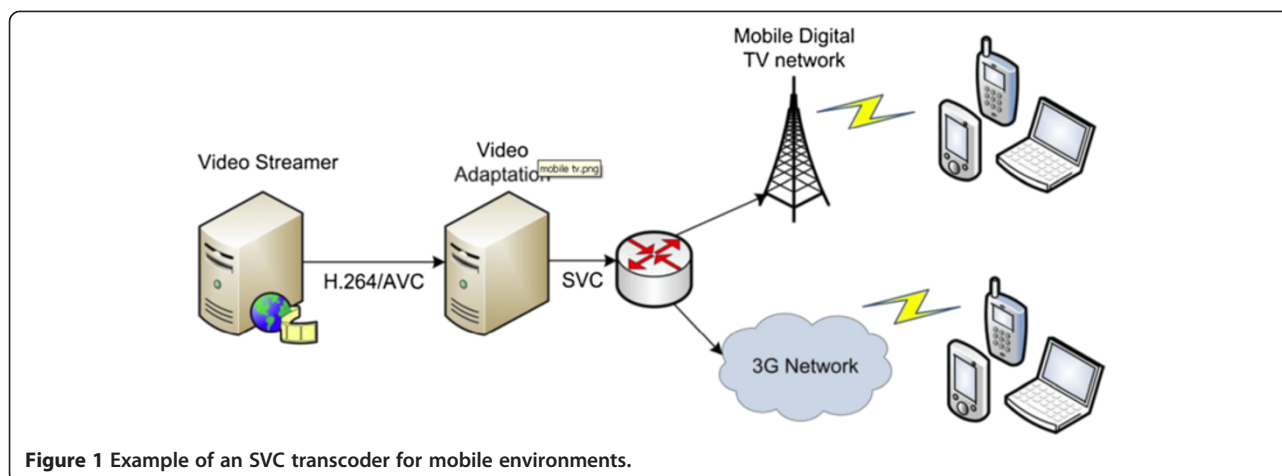 Mobile Digital
TV network
Video Streamer
Video
Adaptation
mobile tv.png
H.264/AVC
SVC
3G Network
Figure 1 Example of an SVC transcoder for mobile environments.